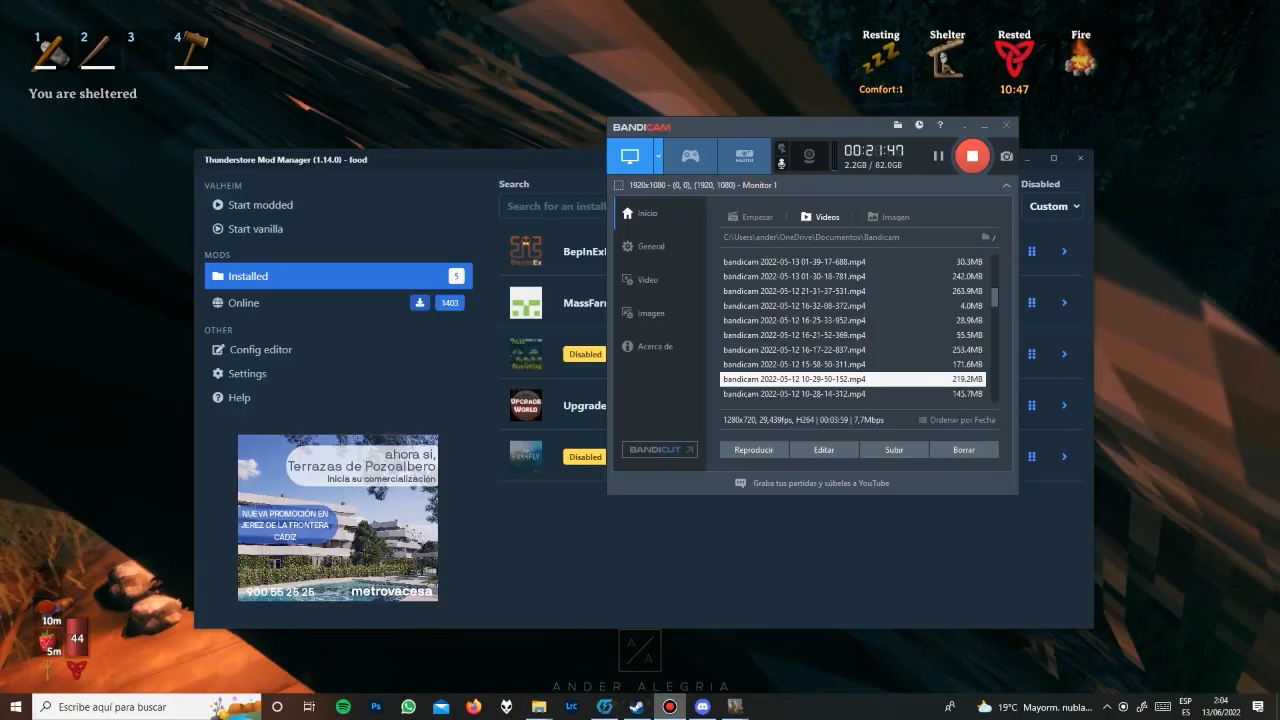 1
2
3
4
You are sheltered
Resting
Shelter
Rested
Fire
Comfort:1
10:47
Thunderstore Mod Manager (1.14.0) - food
VALHEIM
Start modded
Start vanilla
MODS
Installed
5
Online
1403
OTHER
Config editor
Settings
Help
ahora si,
Terrazas de Pozoalbero
Inicia su comercialización
NUEVA PROMOCIÓN EN
JEREZ DE LA FRONTERA
CÁDIZ
900 55 25 25
metrovacesa
Search
Search for an instal
Disabled
Custom
BepInEx
BepInEx
MassFar
Disabled
UPGRADE
WORLD
Upgrade
Disabled
BANDICAM
HDMI
00:21:47
2.2GB / 82.0GB
1920x1080 - (0, 0), (1920, 1080) - Monitor 1
Inicio
General
Vídeo
Imagen
Acerca de
BANDICUT
Empezar
Videos
Imagen
C:\Users\ander\OneDrive\Documentos\Bandicam
bandicam 2022-05-13 01-39-17-688.mp4 30.3MB
bandicam 2022-05-13 01-30-18-781.mp4 242.0MB
bandicam 2022-05-12 21-31-37-531.mp4 263.9MB
bandicam 2022-05-12 16-32-08-372.mp4 4.0MB
bandicam 2022-05-12 16-25-33-952.mp4 28.9MB
bandicam 2022-05-12 16-21-52-369.mp4 55.5MB
bandicam 2022-05-12 16-17-22-837.mp4 253.4MB
bandicam 2022-05-12 15-58-50-311.mp4 171.6MB
bandicam 2022-05-12 10-29-50-152.mp4 219.2MB
bandicam 2022-05-12 10-28-14-312.mp4 145.7MB
1280x720, 29,439fps, H264 | 00:03:59 | 7,7Mbps
Ordenar por Fecha
Reproducir
Editar
Subir
Borrar
Graba tus partidas y súbelas a YouTube
10m
5m
44
A/A
ANDER ALEGRIA
Escribe aquí para buscar
Ps
Lrc
19°C Mayorm. nubla...
ESP
ES
2:04
13/06/2022